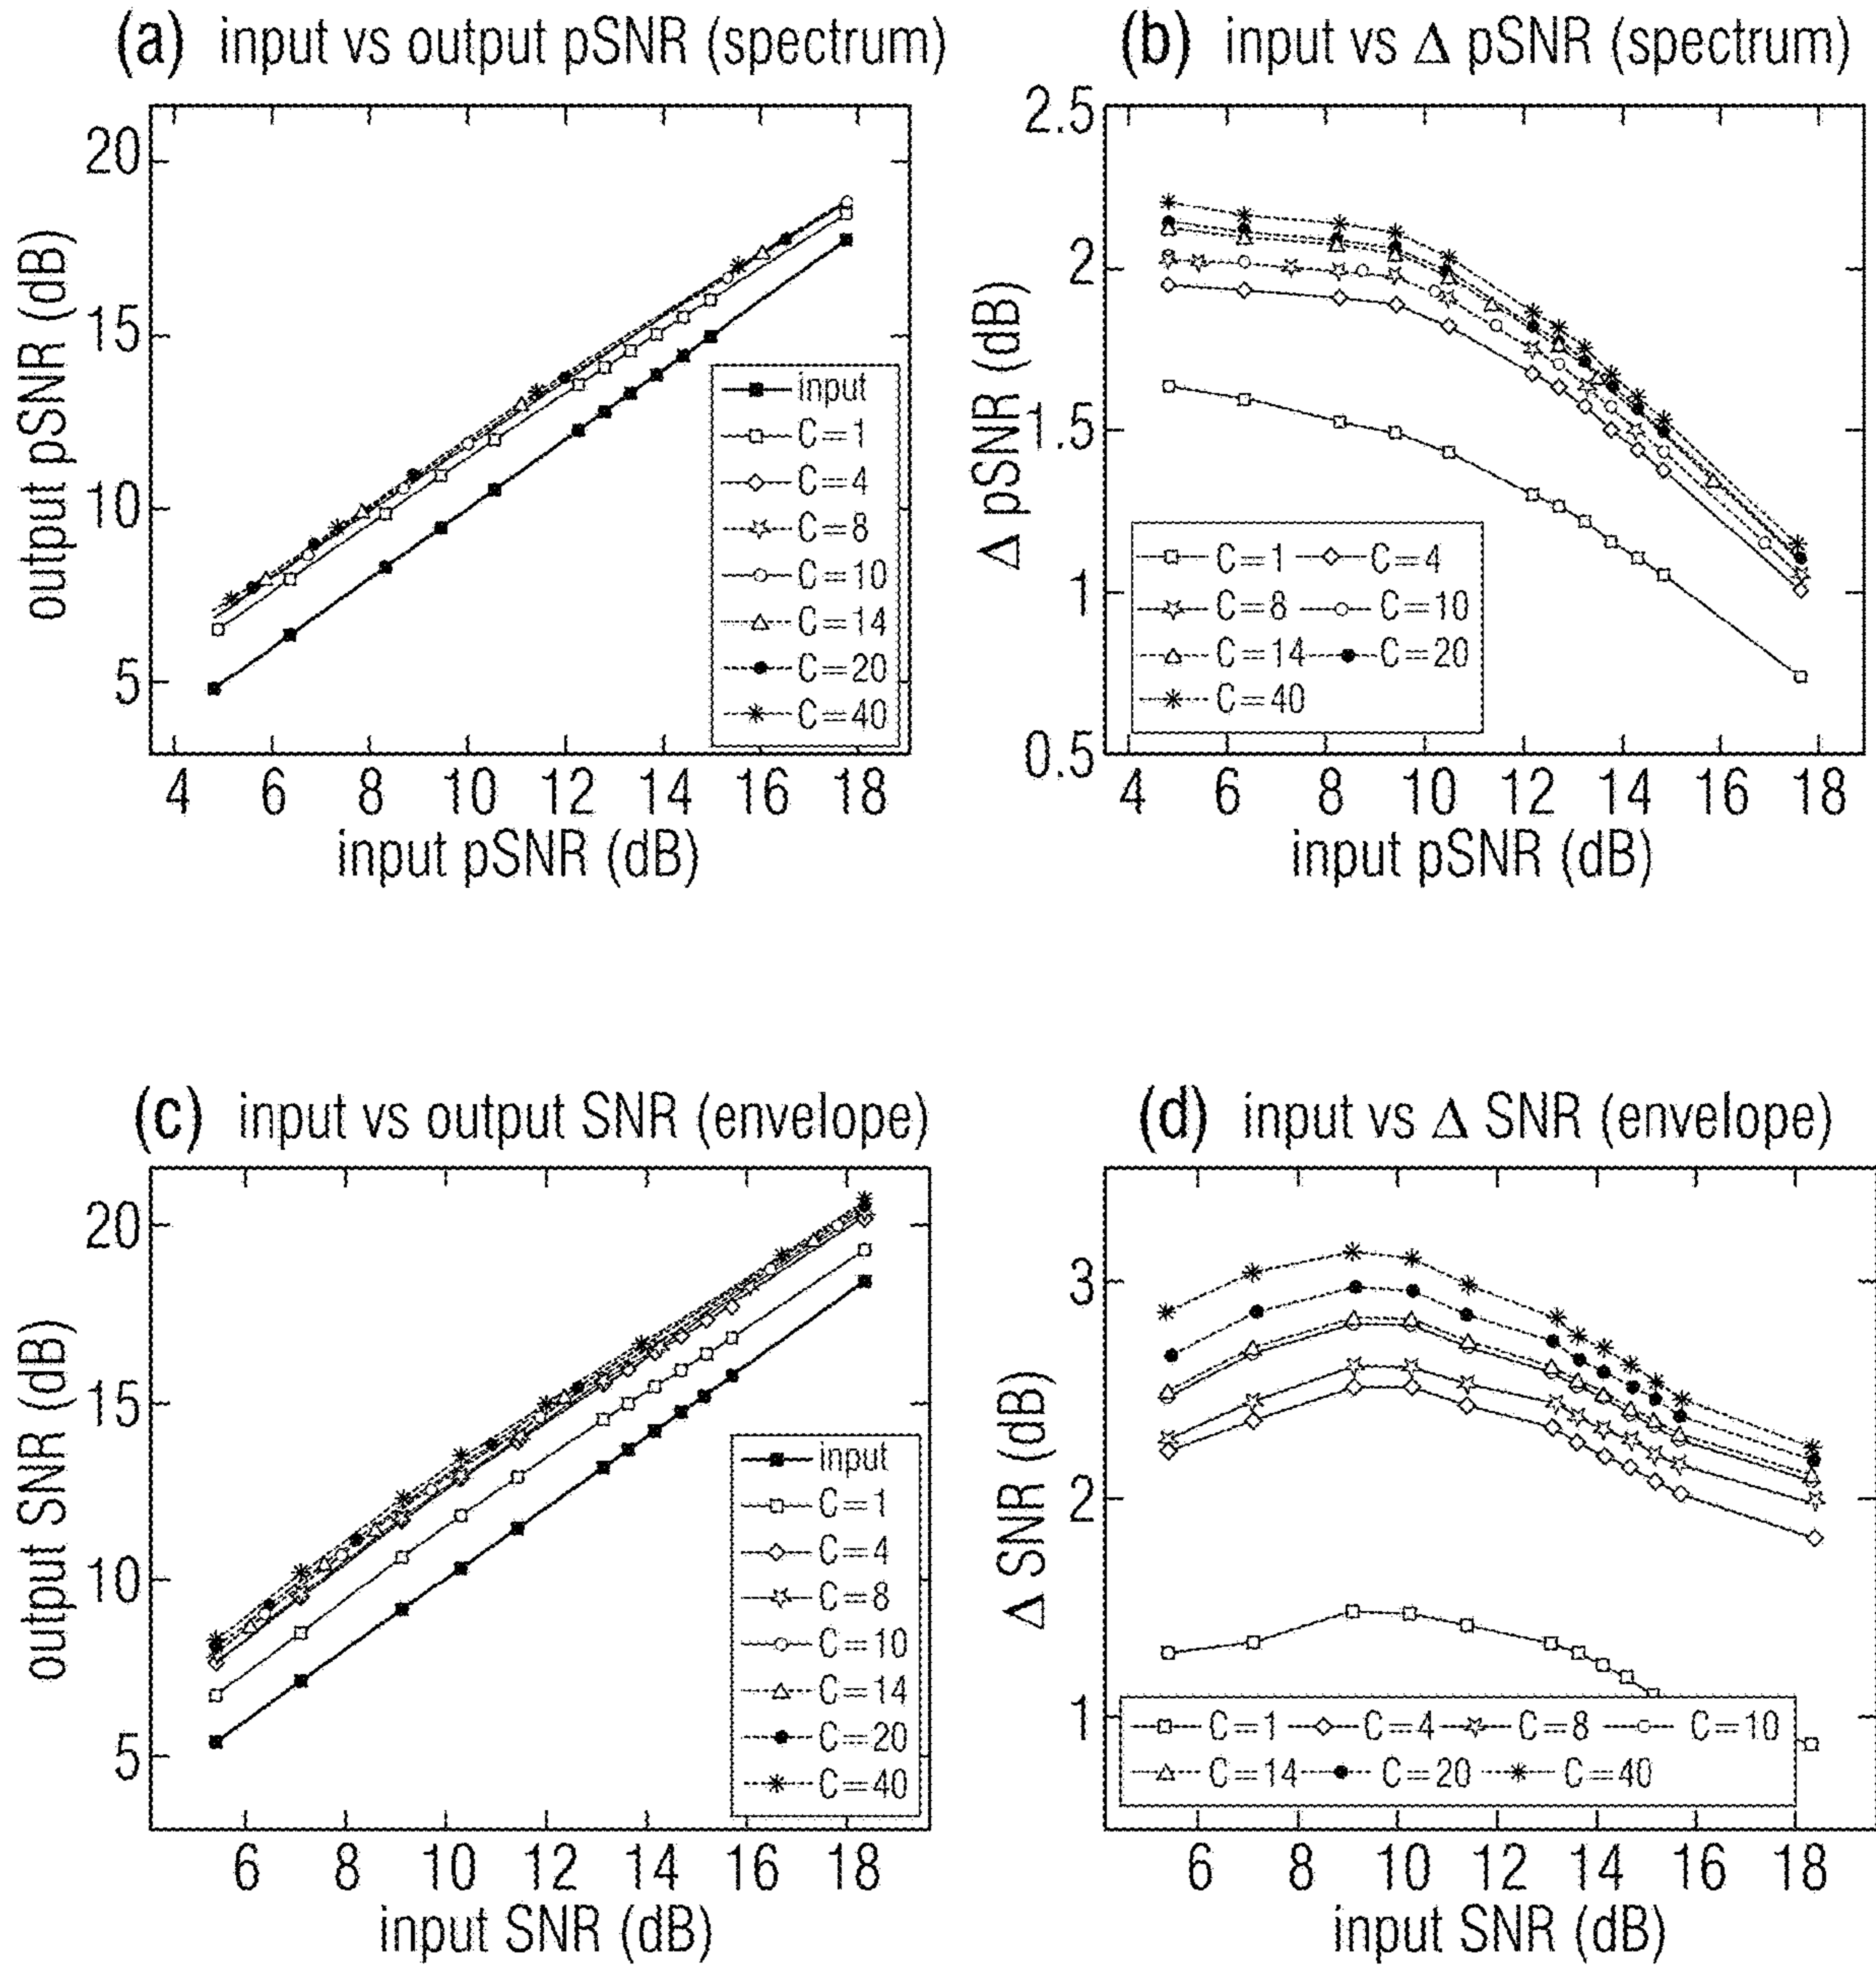 (a) input vs output pSNR (spectrum)
20
15
10
5
output pSNR (dB)
input
C=1
C=4
C=8
C=10
C=14
C=20
C=40
4 6 8 10 12 14 16 18
input pSNR (dB)
(b) input vs Δ pSNR (spectrum)
2.5
2
1.5
1
0.5
Δ pSNR (dB)
C=1 C=4
C=8 C=10
C=14 C=20
C=40
4 6 8 10 12 14 16 18
input pSNR (dB)
(c) input vs output SNR (envelope)
20
15
10
5
output SNR (dB)
input
C=1
C=4
C=8
C=10
C=14
C=20
C=40
6 8 10 12 14 16 18
input SNR (dB)
(d) input vs Δ SNR (envelope)
3
2
1
Δ SNR (dB)
C=1 C=4 C=8 C=10
C=14 C=20 C=40
6 8 10 12 14 16 18
input SNR (dB)